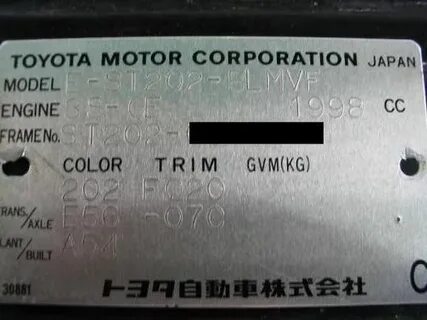 TOYOTA MOTOR CORPORATION JAPAN
MODEL E-ST202-BLMVF
ENGINE 3S-GE 1998 CC
FRAME No. ST202-
COLOR TRIM GVM(KG)
202 FC20
TRANS/AXLE E56 -07C
PLANT/BUILT A54
30881 トヨタ自動車株式会社 C